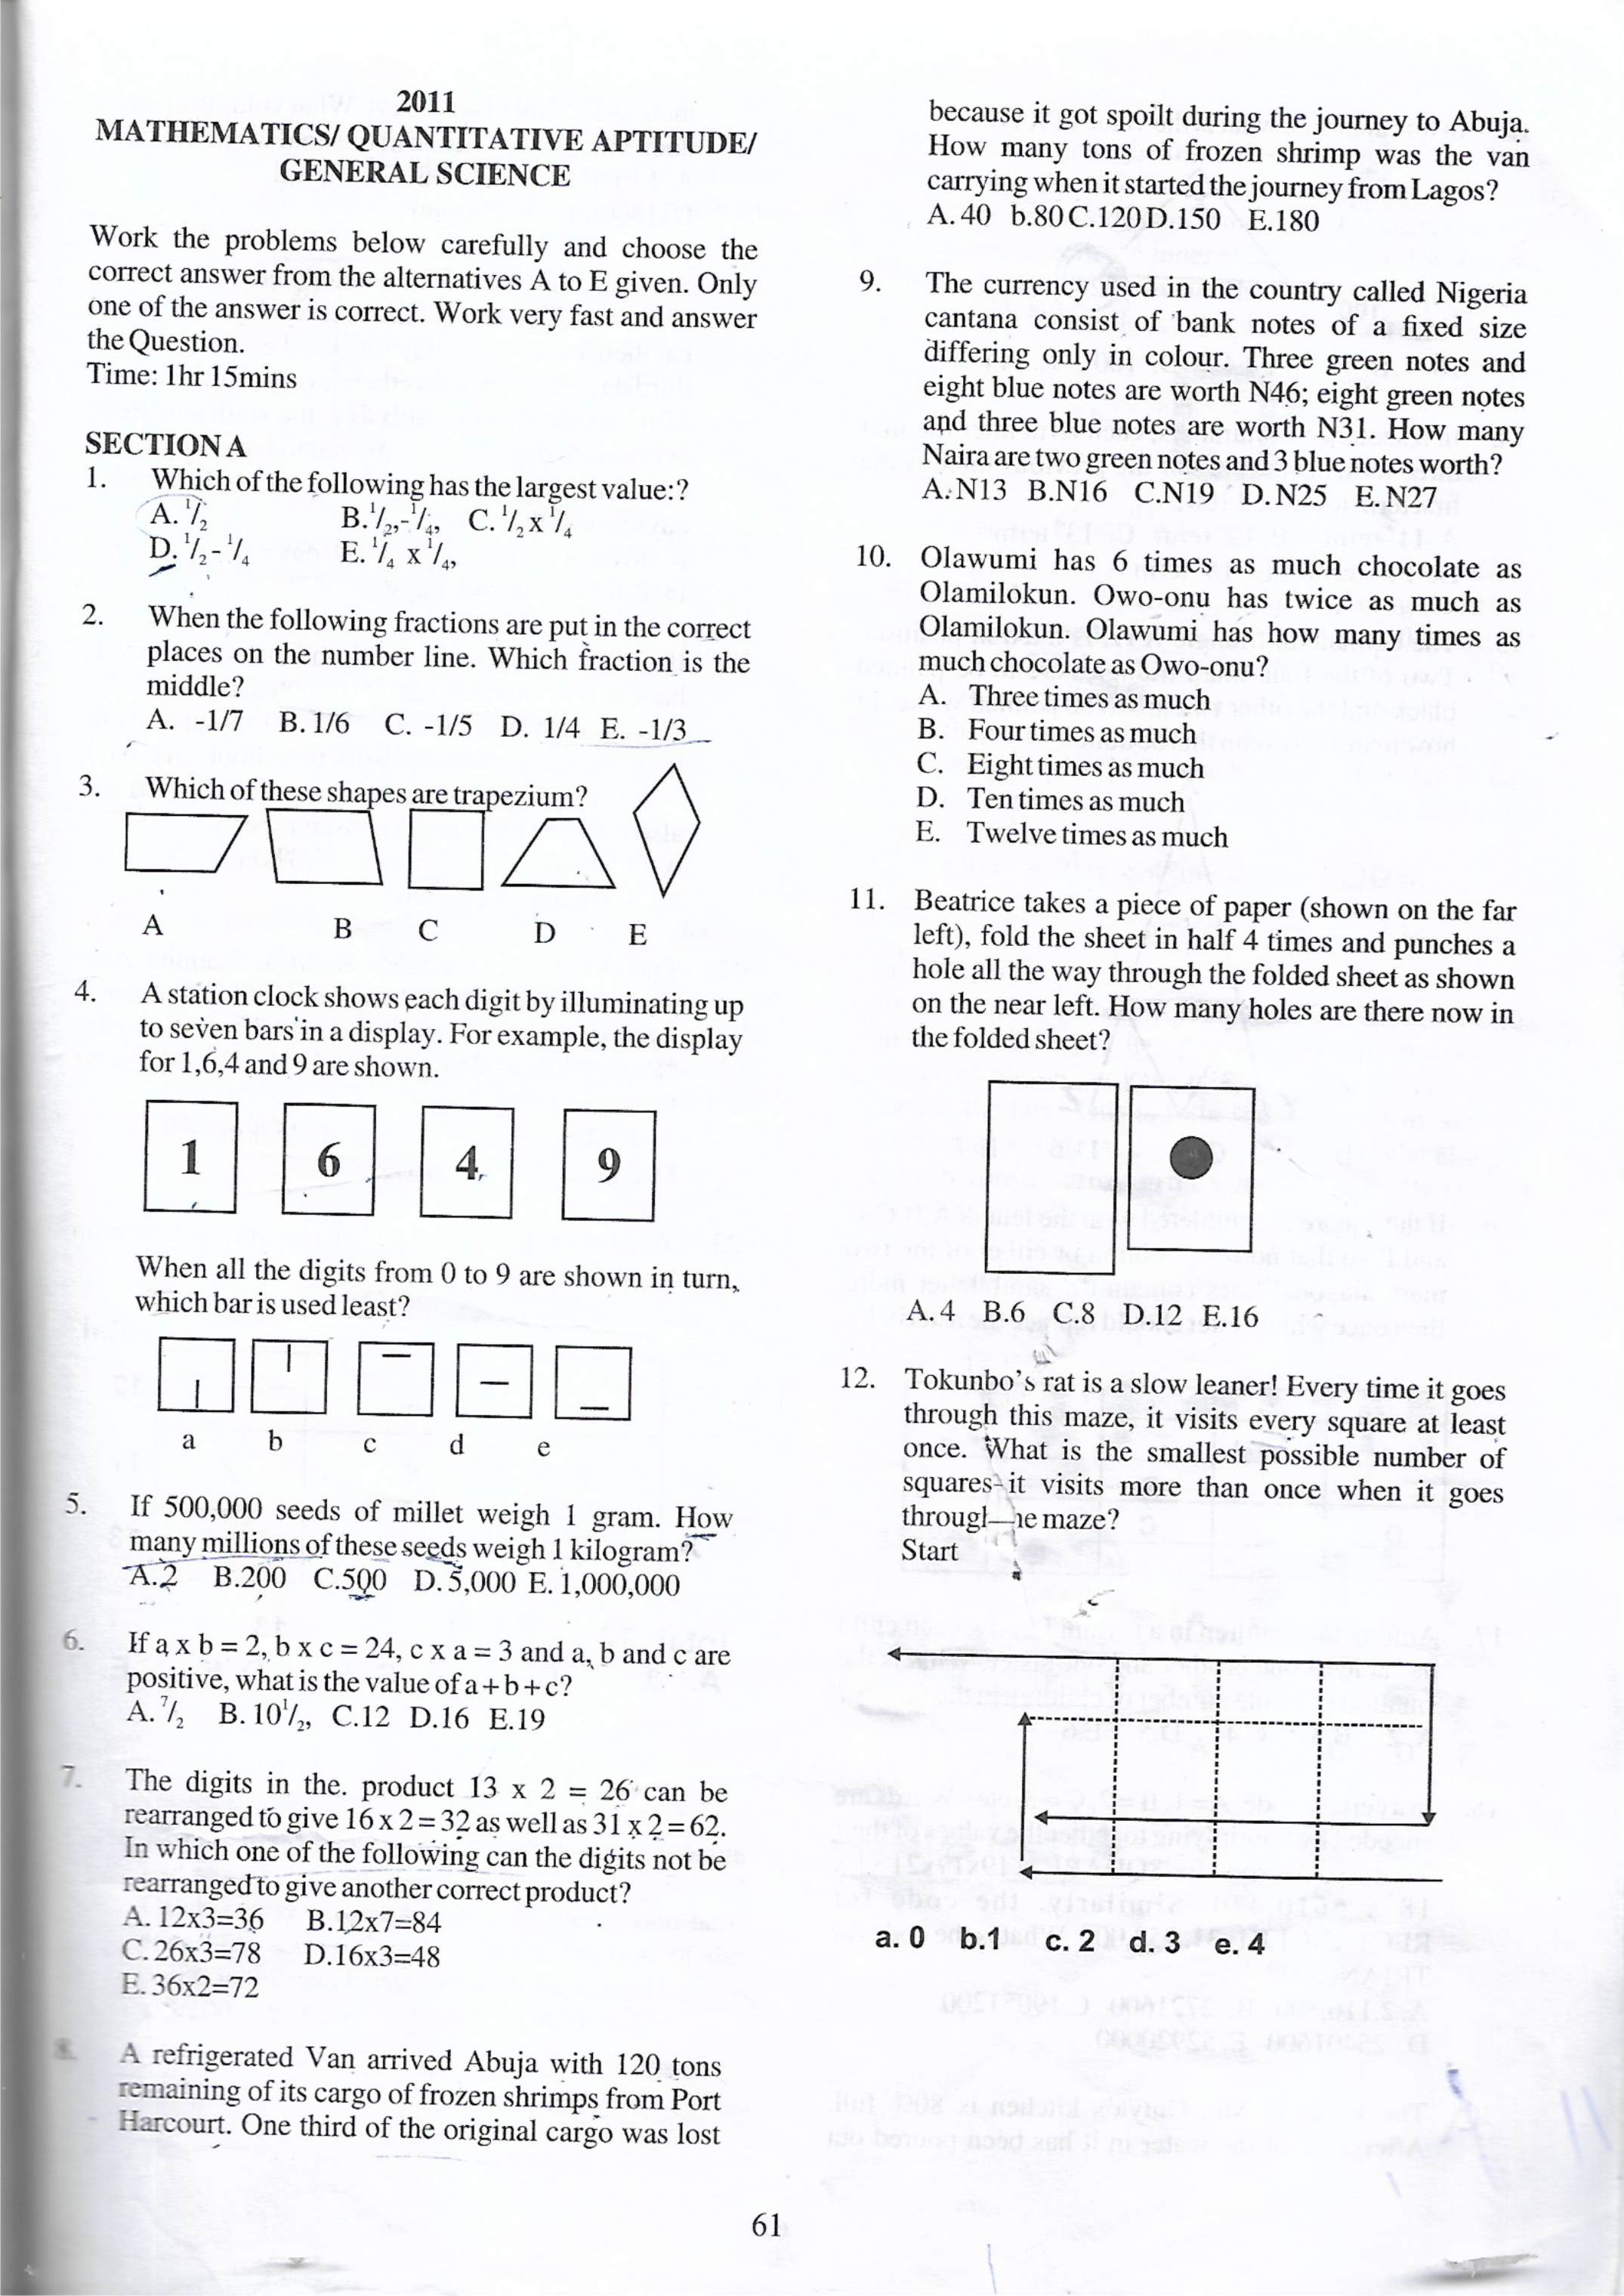 2011
MATHEMATICS/ QUANTITATIVE APTITUDE/
GENERAL SCIENCE
Work the problems below carefully and choose the
correct answer from the alternatives A to E given. Only
one of the answer is correct. Work very fast and answer
the Question.
Time: 1hr 15mins
SECTION A
1. Which of the following has the largest value:?
A. 1/2 B. 1/2,-1/4, C. 1/2 x 1/4
D. 1/2 - 1/4 E. 1/4 x 1/4,
2. When the following fractions are put in the correct
places on the number line. Which fraction is the
middle?
A. -1/7 B. 1/6 C. -1/5 D. 1/4 E. -1/3
3. Which of these shapes are trapezium?
A B C D E
4. A station clock shows each digit by illuminating up
to seven bars in a display. For example, the display
for 1,6,4 and 9 are shown.
1 6 4 9
When all the digits from 0 to 9 are shown in turn,
which bar is used least?
a b c d e
5. If 500,000 seeds of millet weigh 1 gram. How
many millions of these seeds weigh 1 kilogram?
A.2 B.200 C.500 D.5,000 E. 1,000,000
6. If a x b = 2, b x c = 24, c x a = 3 and a, b and c are
positive, what is the value of a+b+c?
A. 7/2 B. 10 1/2, C.12 D.16 E.19
7. The digits in the. product 13 x 2 = 26 can be
rearranged to give 16 x 2 = 32 as well as 31 x 2 = 62.
In which one of the following can the digits not be
rearranged to give another correct product?
A. 12x3=36 B.12x7=84
C. 26x3=78 D.16x3=48
E. 36x2=72
8. A refrigerated Van arrived Abuja with 120 tons
remaining of its cargo of frozen shrimps from Port
Harcourt. One third of the original cargo was lost
because it got spoilt during the journey to Abuja.
How many tons of frozen shrimp was the van
carrying when it started the journey from Lagos?
A. 40 b.80 C.120 D.150 E.180
9. The currency used in the country called Nigeria
cantana consist of bank notes of a fixed size
differing only in colour. Three green notes and
eight blue notes are worth N46; eight green notes
and three blue notes are worth N31. How many
Naira are two green notes and 3 blue notes worth?
A. N13 B.N16 C.N19 D.N25 E.N27
10. Olawumi has 6 times as much chocolate as
Olamilokun. Owo-onu has twice as much as
Olamilokun. Olawumi has how many times as
much chocolate as Owo-onu?
A. Three times as much
B. Four times as much
C. Eight times as much
D. Ten times as much
E. Twelve times as much
11. Beatrice takes a piece of paper (shown on the far
left), fold the sheet in half 4 times and punches a
hole all the way through the folded sheet as shown
on the near left. How many holes are there now in
the folded sheet?
A. 4 B.6 C.8 D.12 E.16
12. Tokunbo's rat is a slow leaner! Every time it goes
through this maze, it visits every square at least
once. What is the smallest possible number of
squares it visits more than once when it goes
maze?
Start
a. 0 b.1 c. 2 d. 3 e. 4
61